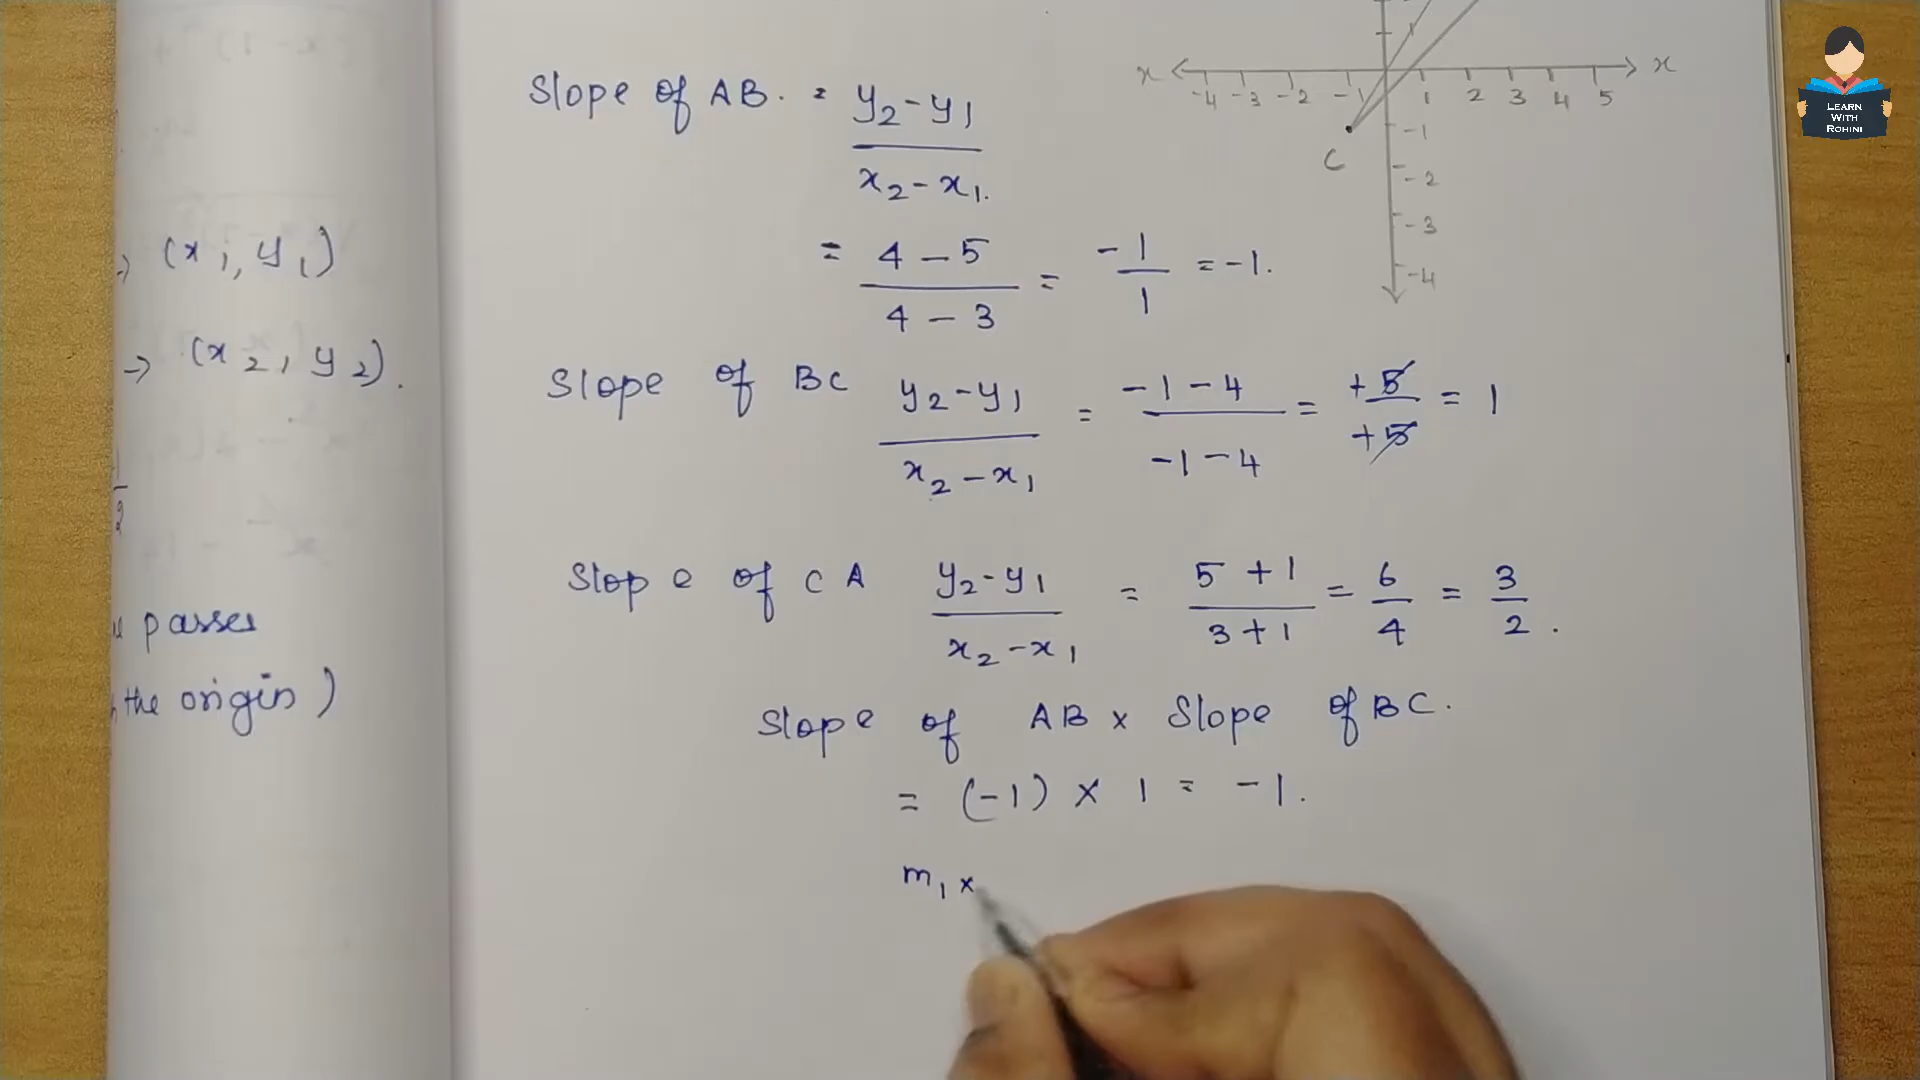 Slope of AB. = y2-y1
x2-x1.
= 4-5 = -1 = -1.
4-3 1
Slope of BC y2-y1 = -1-4 = +5 = 1
x2-x1 -1-4 +5
Slope of CA y2-y1 = 5+1 = 6 = 3
x2-x1 3+1 4 2.
Slope of AB x Slope of BC.
= (-1) x 1 = -1.
m1 x
-> (x1, y1)
-> (x2, y2).
2
passes
the origin)
x -4 -3 -2 -1 1 2 3 4 5 x
1
-1
C
-2
-3
-4
LEARN
WITH
ROHINI